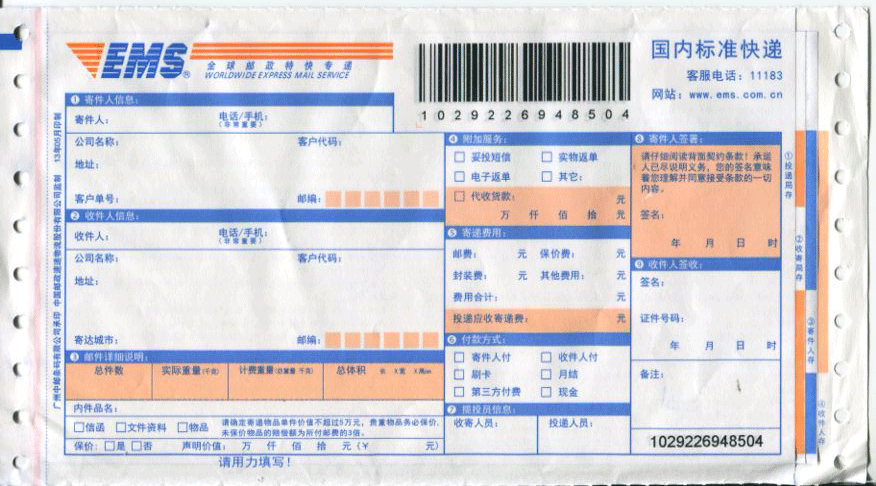 EMS®
全球邮政特快专递
WORLDWIDE EXPRESS MAIL SERVICE
1029226948504
国内标准快递
客服电话：11183
网站：www.ems.com.cn
❶ 寄件人信息：
寄件人：
电话/手机：
（非常重要）
公司名称：
客户代码：
地址：
客户单号：
邮编：
❷ 收件人信息：
收件人：
电话/手机：
（非常重要）
公司名称：
客户代码：
地址：
寄达城市：
邮编：
❸ 邮件详细说明：
总件数 实际重量(千克) 计费重量(总重量 千克) 总体积 长 X宽 X高cm
内件品名：
□信函 □文件资料 □物品
请确定寄递物品单件价值不超过5万元，贵重物品务必保价，
未保价物品的赔偿额为所付邮费的3倍。
保价：□是 □否 声明价值： 万 仟 佰 拾 元（￥ 元）
请用力填写！
❹ 附加服务：
□ 妥投短信 □ 实物返单
□ 电子返单 □ 其它：
□ 代收货款： 元
万 仟 佰 拾 元
❺ 寄递费用：
邮费： 元 保价费： 元
封装费： 元 其他费用： 元
费用合计： 元
投递应收寄递费： 元
❻ 付款方式：
□ 寄件人付 □ 收件人付
□ 刷卡 □ 月结
□ 第三方付费 □ 现金
❼ 揽投员信息：
收寄人员： 投递人员：
❽ 寄件人签署：
请仔细阅读背面契约条款！承运
人已尽说明义务，您的签名意味
着您理解并同意接受条款的一切
内容。
签名：
年 月 日 时
❾ 收件人签收：
签名：
证件号码：
年 月 日 时
备注：
1029226948504
①投递局存
②收寄局存
③寄件人存
④收件人存
广州中邮条码有限公司承印 中国邮政速递物流股份有限公司监制 13年05月印制